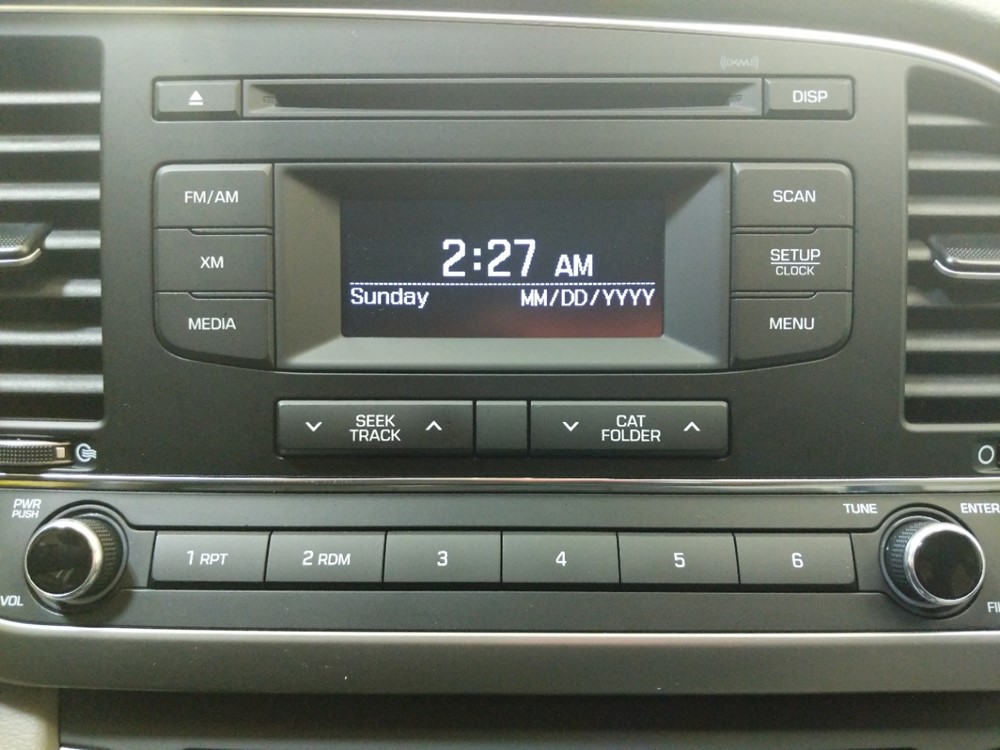 ((XM))
DISP
FM/AM
SCAN
2:27 AM
XM
SETUP
CLOCK
Sunday MM/DD/YYYY
MEDIA
MENU
SEEK
TRACK
CAT
FOLDER
PWR
PUSH
TUNE
ENTER
1 RPT
2 RDM
3
4
5
6
VOL